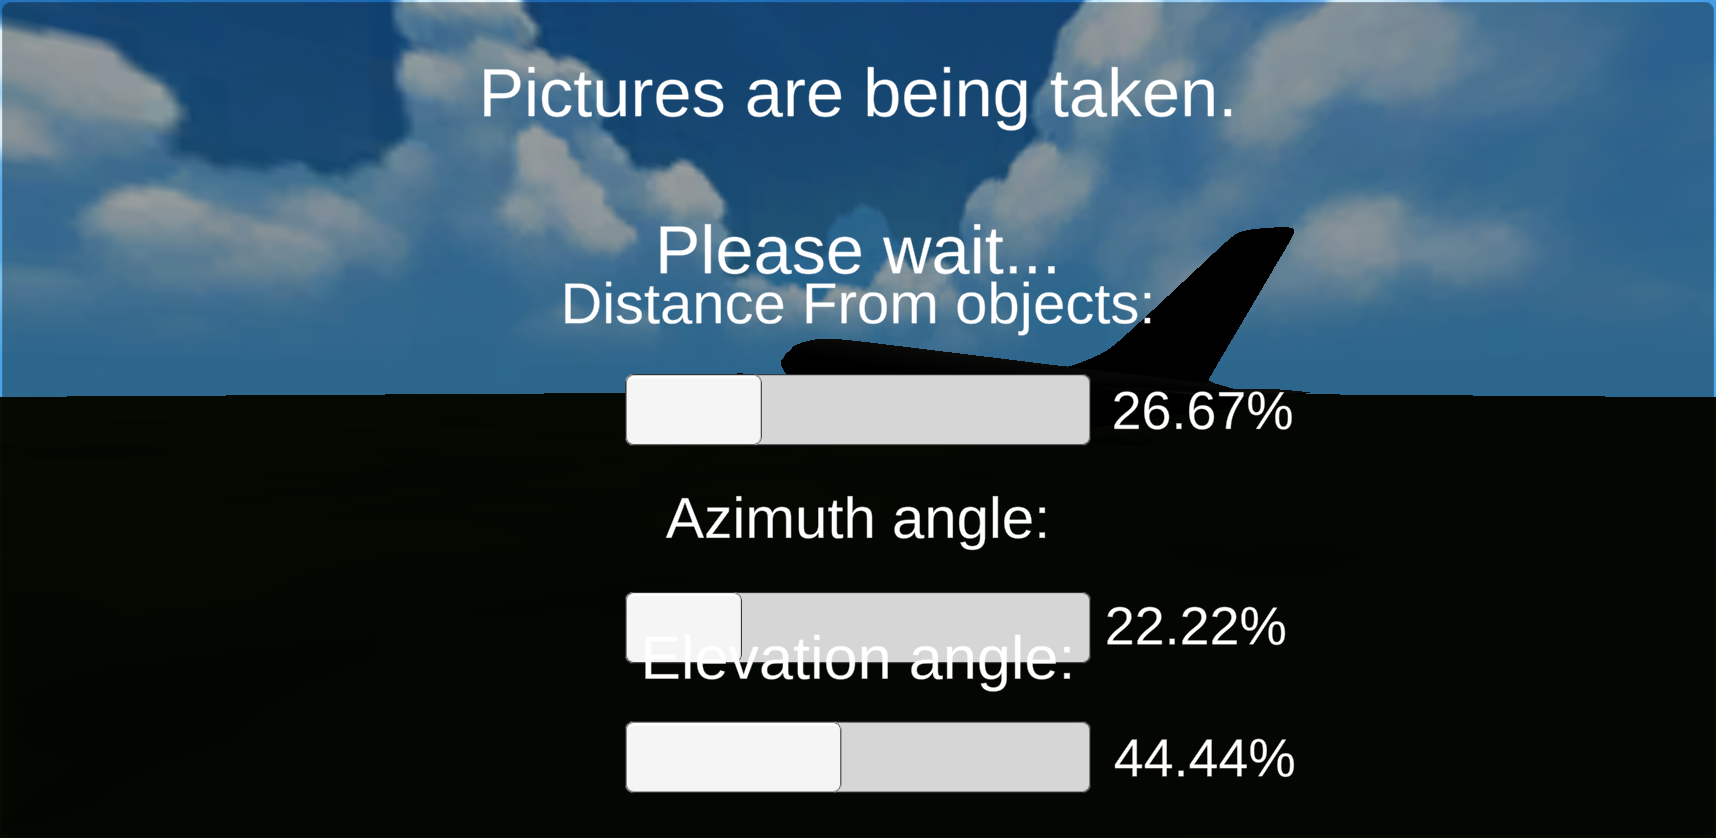 Pictures are being taken.
Please wait...
Distance From objects:
26.67%
Azimuth angle:
22.22%
Elevation angle:
44.44%